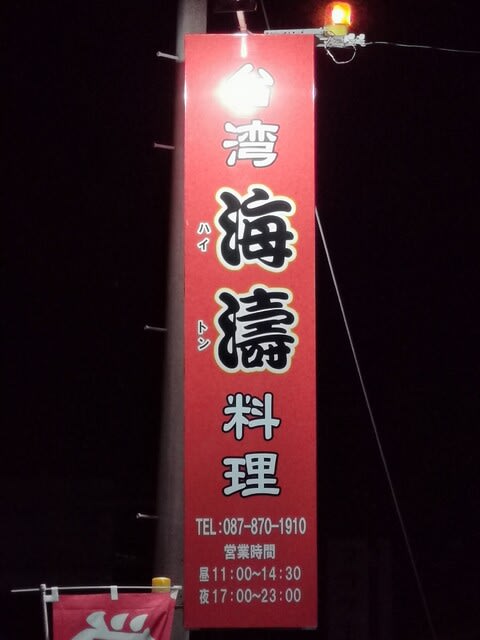 台湾
海濤
ハイ
トン
料理
TEL:087-870-1910
営業時間
昼11:00~14:30
夜17:00~23:00